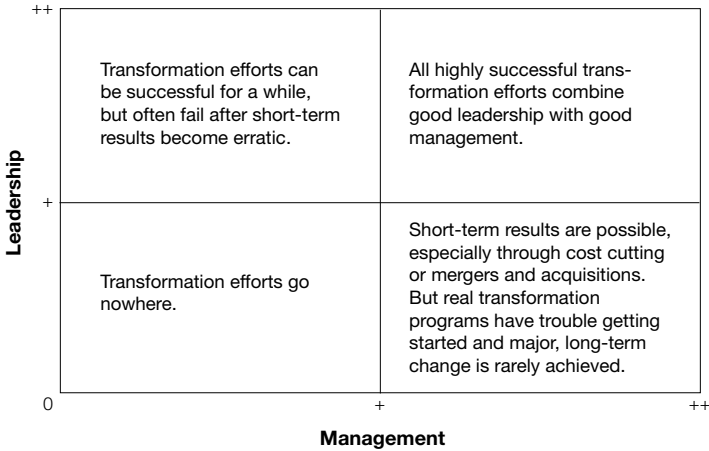 ++
Transformation efforts can
be successful for a while,
but often fail after short-term
results become erratic.
All highly successful trans-
formation efforts combine
good leadership with good
management.
Leadership
+
Transformation efforts go
nowhere.
Short-term results are possible,
especially through cost cutting
or mergers and acquisitions.
But real transformation
programs have trouble getting
started and major, long-term
change is rarely achieved.
0
+
++
Management